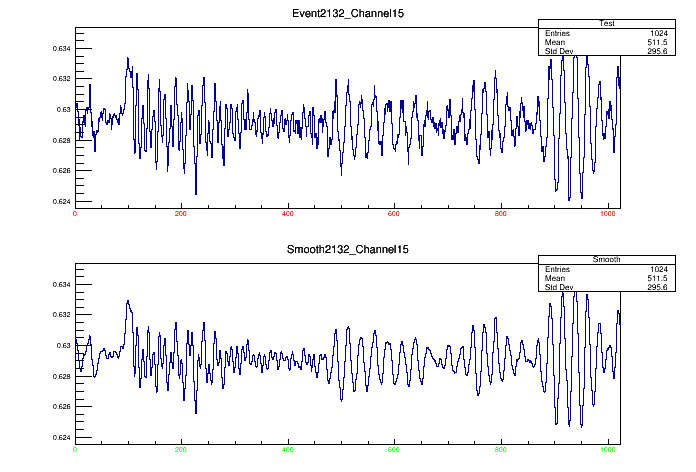 Event2132_Channel15
Test
Entries 1024
Mean 511.5
Std Dev 295.6
0.634
0.632
0.63
0.628
0.626
0.624
0 200 400 600 800 1000
Smooth2132_Channel15
Smooth
Entries 1024
Mean 511.5
Std Dev 295.6
0.634
0.632
0.63
0.628
0.626
0.624
0 200 400 600 800 1000